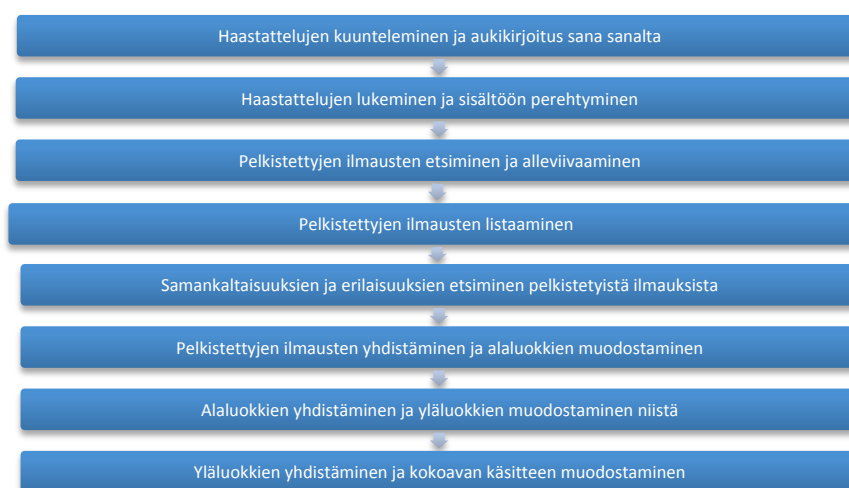 Haastattelujen kuunteleminen ja aukikirjoitus sana sanalta
Haastattelujen lukeminen ja sisältöön perehtyminen
Pelkistettyjen ilmausten etsiminen ja alleviivaaminen
Pelkistettyjen ilmausten listaaminen
Samankaltaisuuksien ja erilaisuuksien etsiminen pelkistetyistä ilmauksista
Pelkistettyjen ilmausten yhdistäminen ja alaluokkien muodostaminen
Alaluokkien yhdistäminen ja yläluokkien muodostaminen niistä
Yläluokkien yhdistäminen ja kokoavan käsitteen muodostaminen